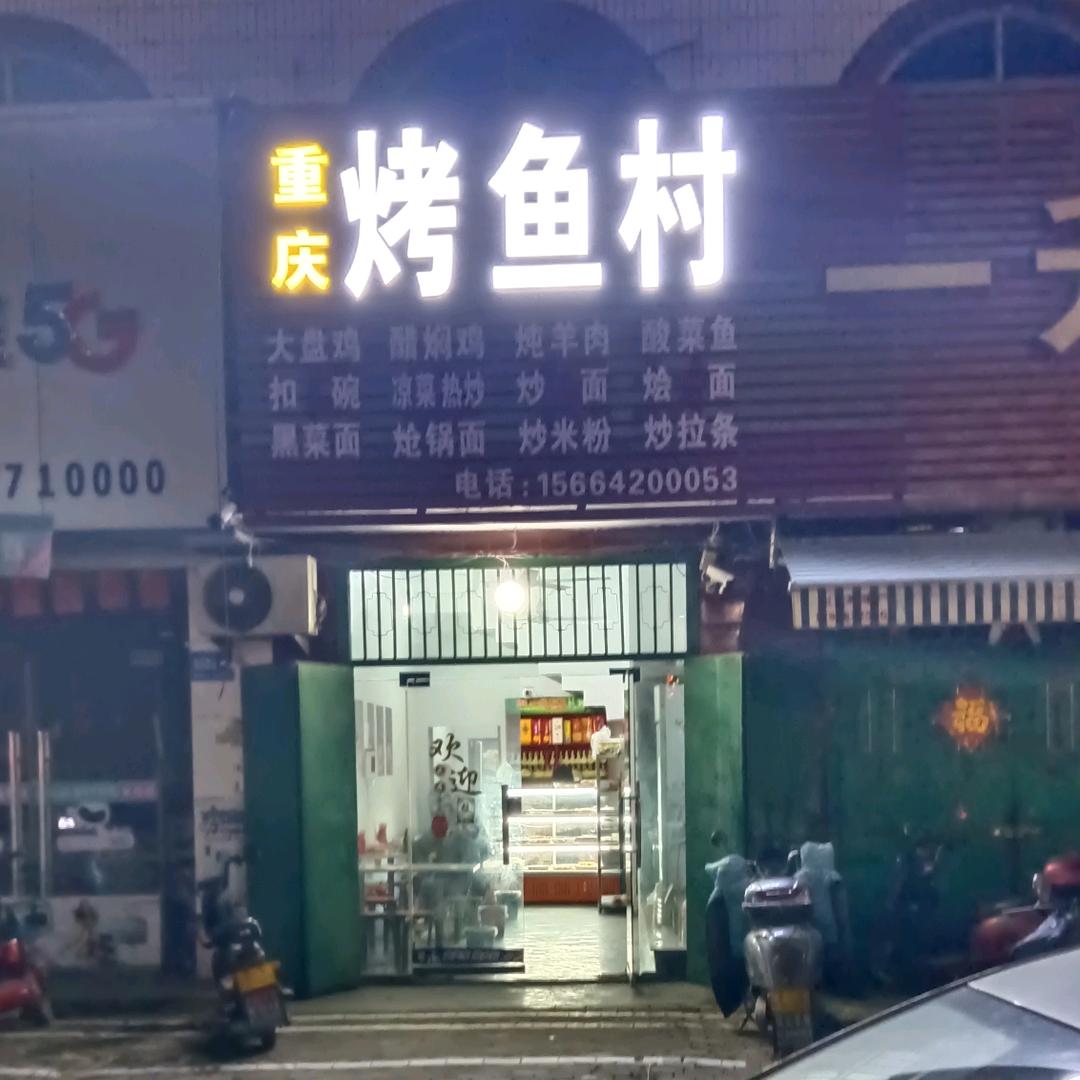 重庆
烤鱼村
大盘鸡 醋焖鸡 炖羊肉 酸菜鱼
扣碗 凉菜热炒 炒面 烩面
黑菜面 炝锅面 炒米粉 炒拉条
电话:15664200053
5G
710000
一
欢迎
福